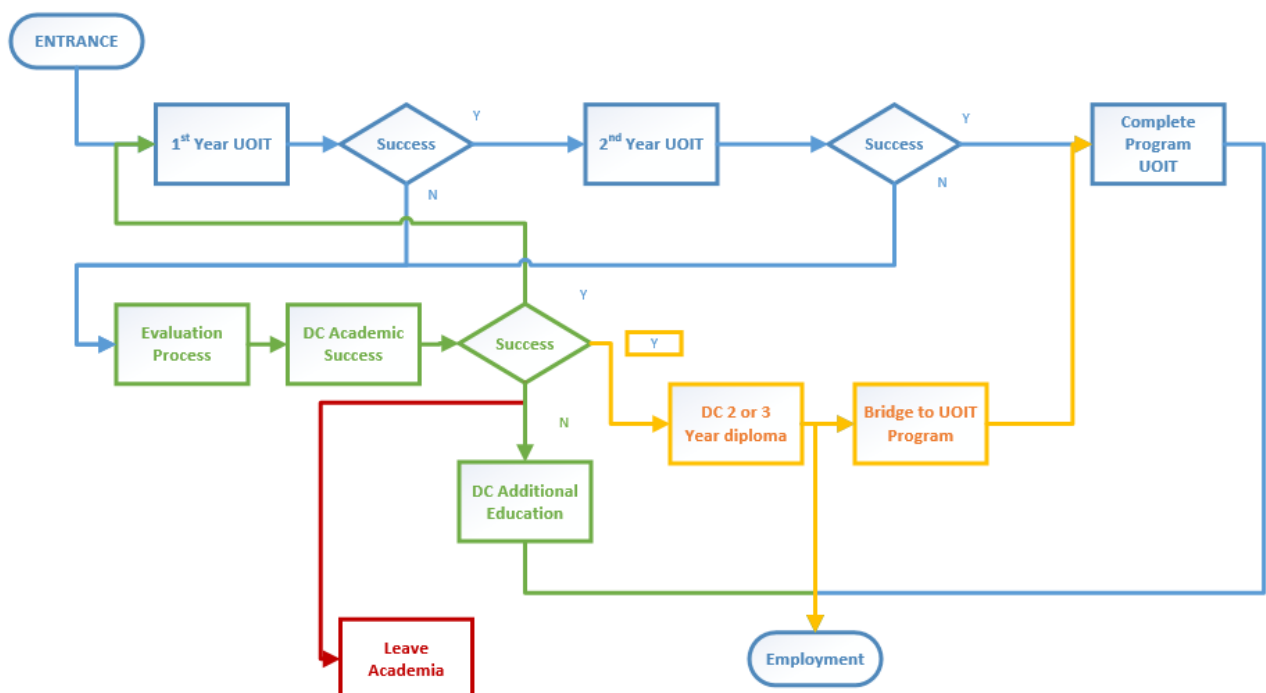 ENTRANCE
1st Year UOIT
Success
Y
N
2nd Year UOIT
Success
Y
N
Complete
Program
UOIT
Evaluation
Process
DC Academic
Success
Success
Y
Y
N
DC 2 or 3
Year diploma
Bridge to UOIT
Program
DC Additional
Education
Leave
Academia
Employment